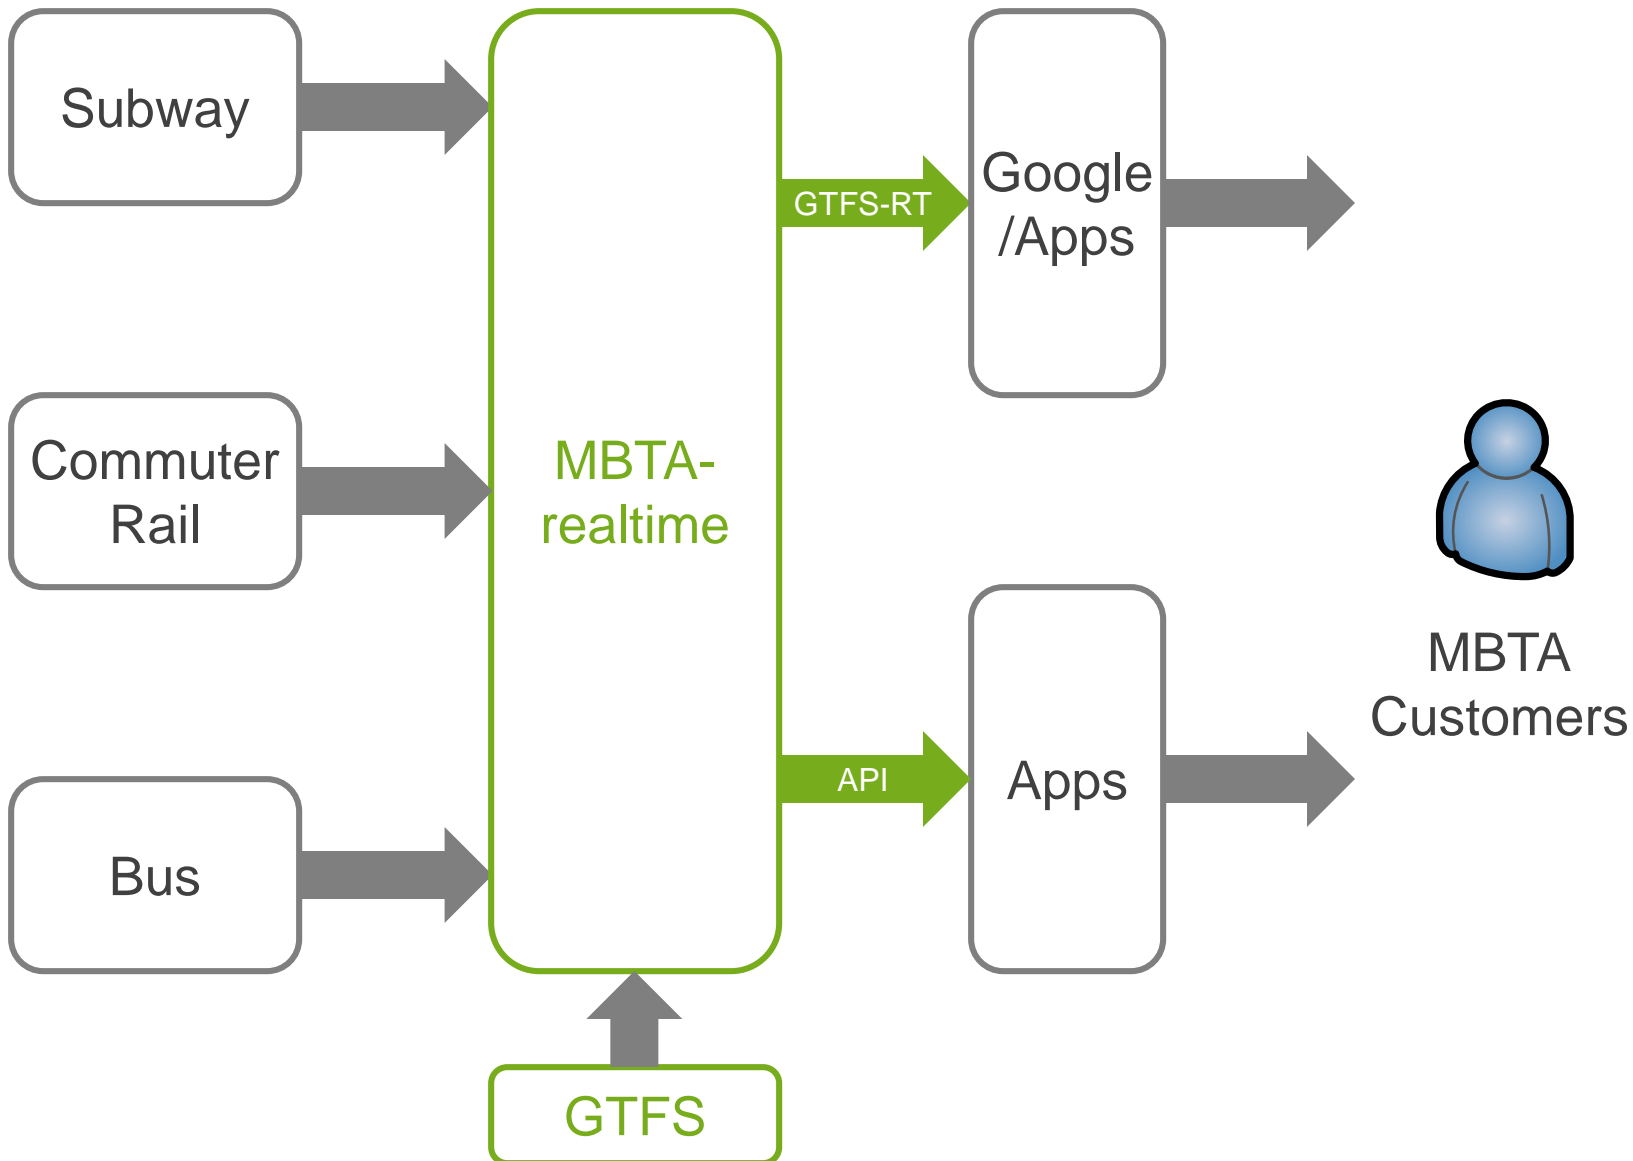 Subway
Commuter
Rail
Bus
MBTA-
realtime
GTFS
GTFS-RT
API
Google
/Apps
Apps
MBTA
Customers